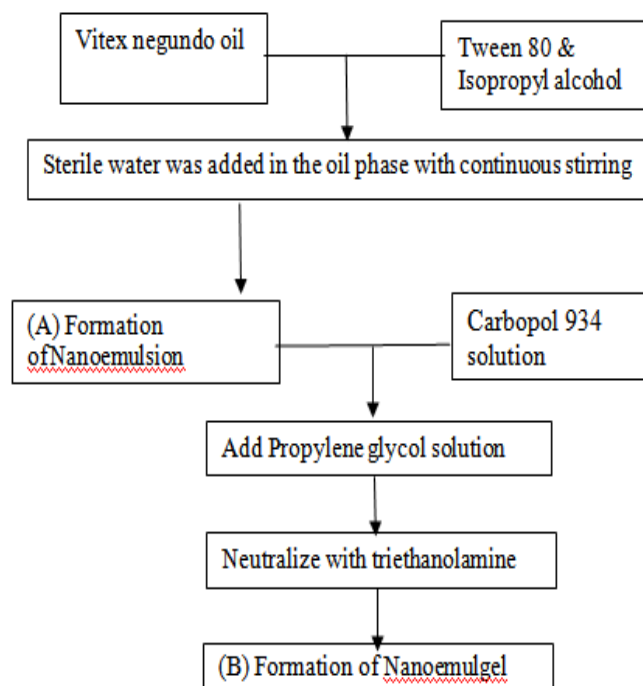 Vitex negundo oil
Tween 80 &
Isopropyl alcohol
Sterile water was added in the oil phase with continuous stirring
(A) Formation
ofNanoemulsion
Carbopol 934
solution
Add Propylene glycol solution
Neutralize with triethanolamine
(B) Formation of Nanoemulgel